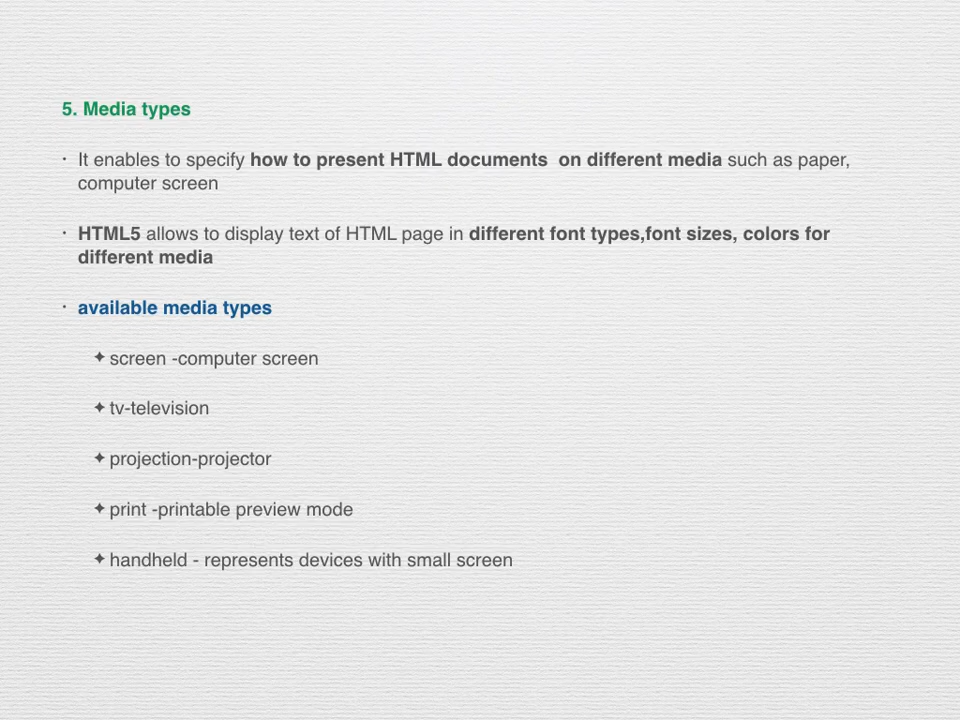 5. Media types
· It enables to specify how to present HTML documents  on different media such as paper,
computer screen
· HTML5 allows to display text of HTML page in different font types,font sizes, colors for
different media
· available media types
✦ screen -computer screen
✦ tv-television
✦ projection-projector
✦ print -printable preview mode
✦ handheld - represents devices with small screen